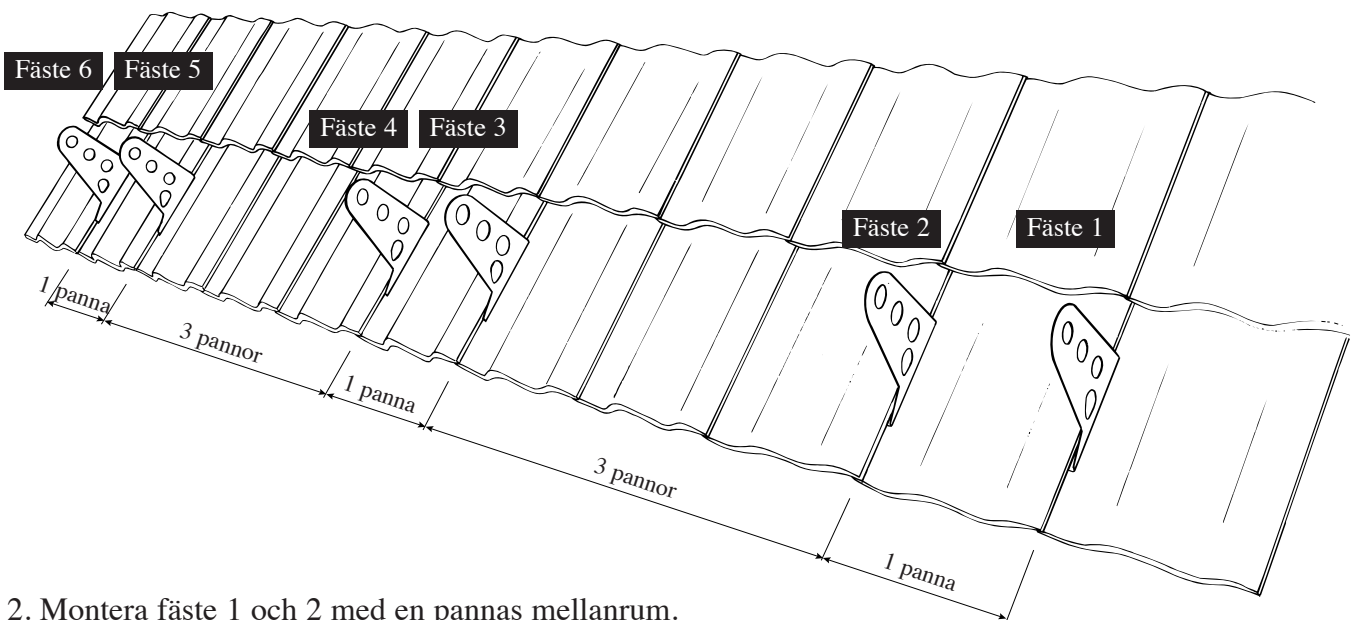 Fäste 6
Fäste 5
Fäste 4
Fäste 3
Fäste 2
Fäste 1
1 panna
3 pannor
1 panna
3 pannor
1 panna
2. Montera fäste 1 och 2 med en pannas mellanrum.